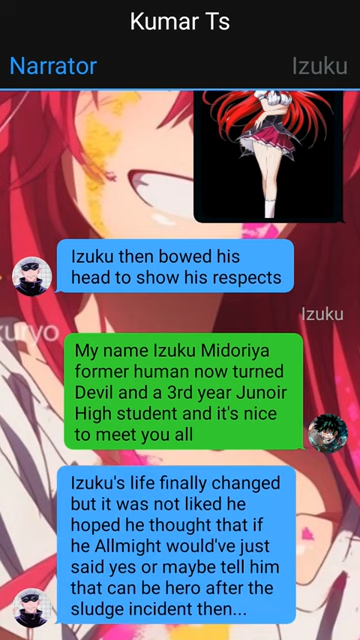 Kumar Ts
Narrator
Izuku
Izuku then bowed his
head to show his respects
Izuku
kuryo
My name Izuku Midoriya
former human now turned
Devil and a 3rd year Junoir
High student and it's nice
to meet you all
Izuku's life finally changed
but it was not liked he
hoped he thought that if
he Allmight would've just
said yes or maybe tell him
that can be hero after the
sludge incident then...